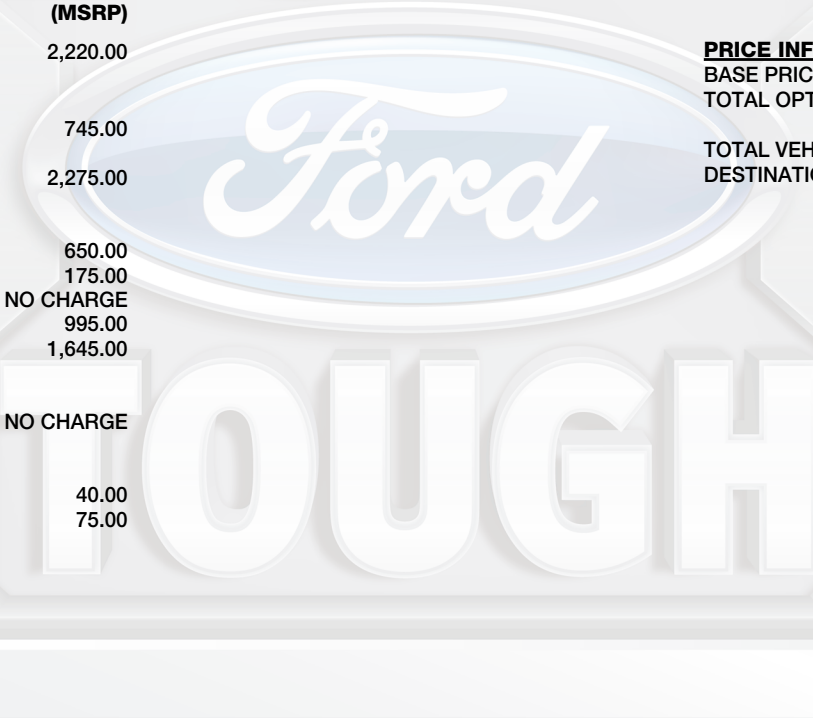 (MSRP)
2,220.00
745.00
2,275.00
650.00
175.00
NO CHARGE
995.00
1,645.00
NO CHARGE
40.00
75.00
PRICE INF
BASE PRIC
TOTAL OPT
TOTAL VEH
DESTINATIO
Ford
TOUGH